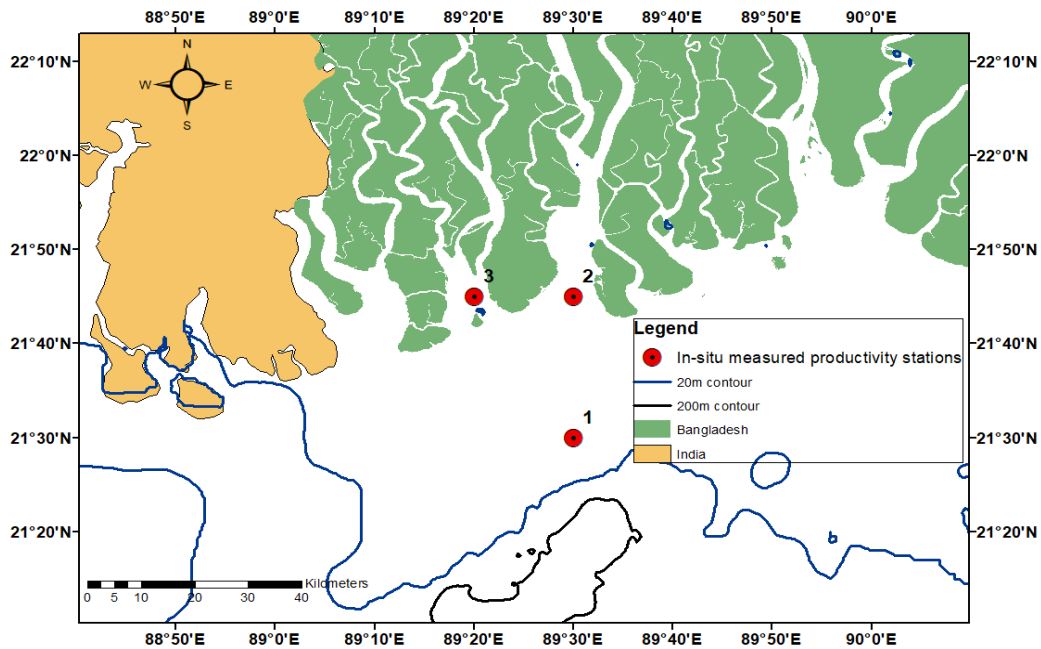 88°50'E 89°0'E 89°10'E 89°20'E 89°30'E 89°40'E 89°50'E 90°0'E
N
22°10'N 22°10'N
W E
S
22°0'N 22°0'N
21°50'N 21°50'N
3 2
21°40'N 21°40'N
Legend
In-situ measured productivity stations
20m contour
200m contour
Bangladesh
India
1
21°30'N 21°30'N
21°20'N 21°20'N
Kilometers
0 5 10 20 30 40
88°50'E 89°0'E 89°10'E 89°20'E 89°30'E 89°40'E 89°50'E 90°0'E